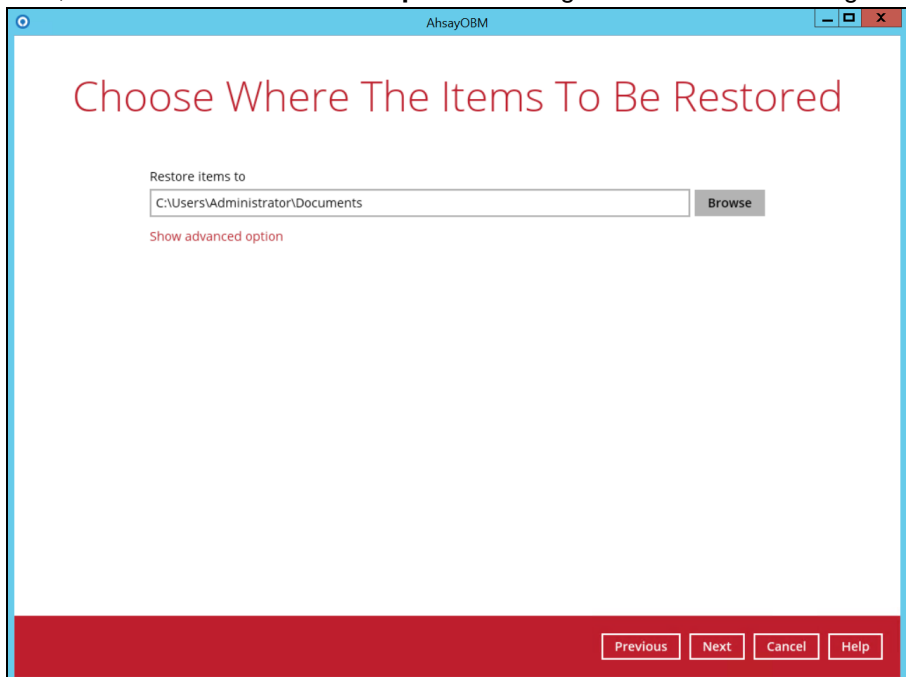 AhsayOBM
X
Choose Where The Items To Be Restored
Restore items to
C:\Users\Administrator\Documents
Browse
Show advanced option
Previous Next Cancel Help